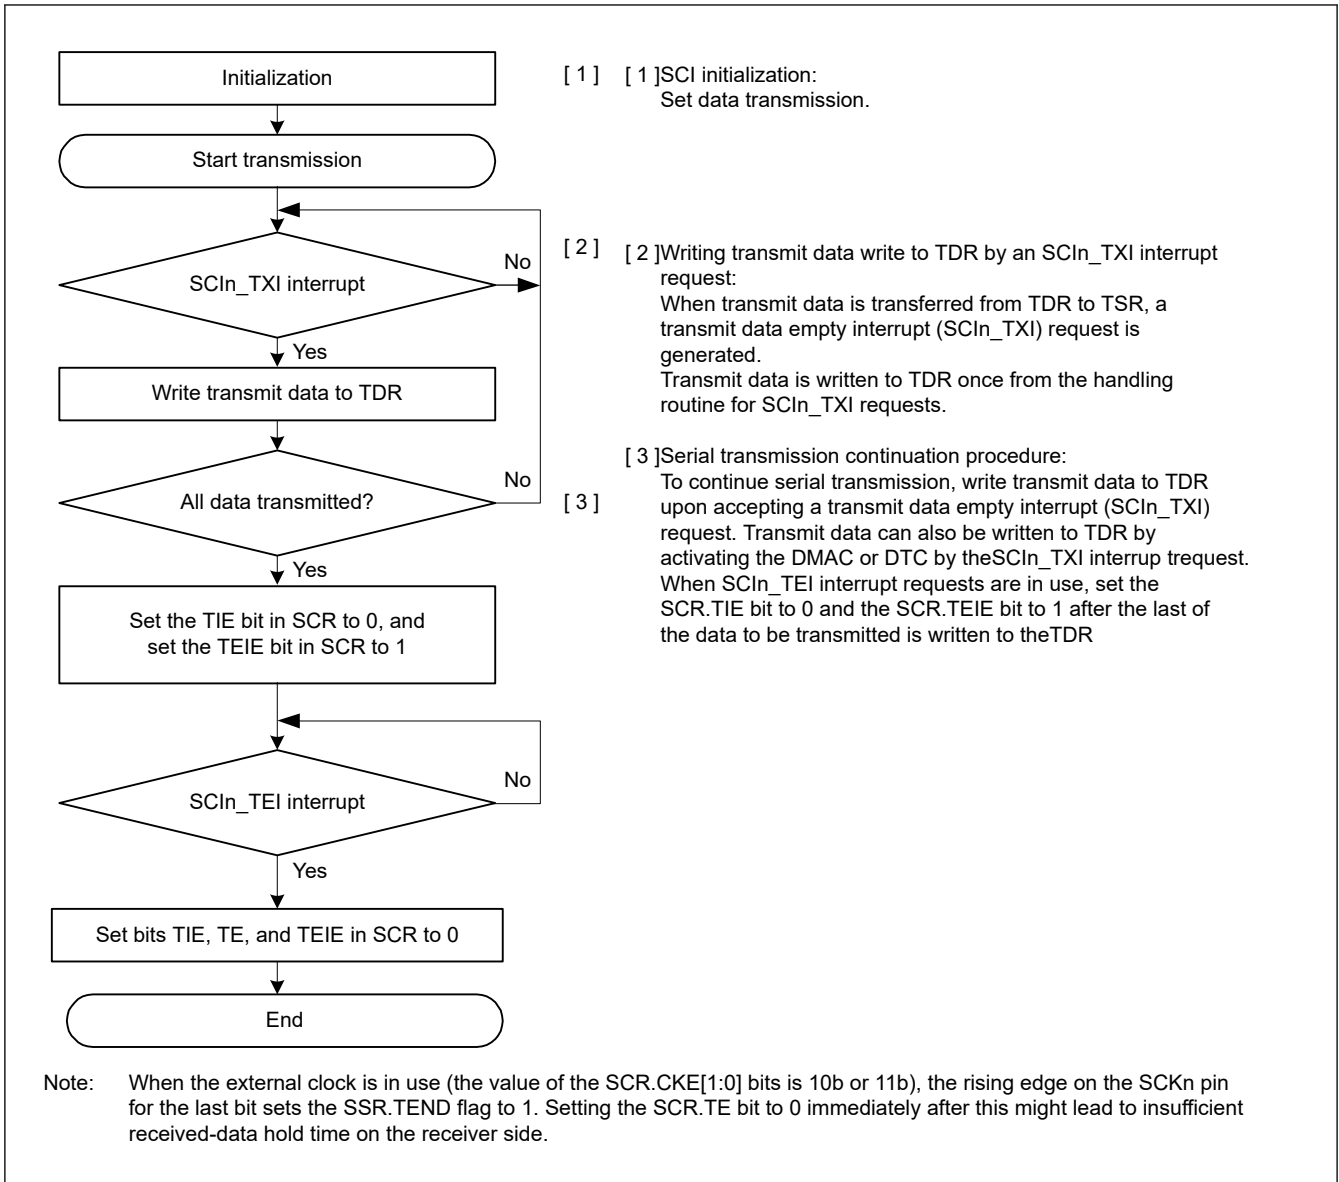 Initialization
[ 1 ]
[ 1 ]SCI initialization:
Set data transmission.
Start transmission
SCIn_TXI interrupt
No
Yes
[ 2 ]
[ 2 ]Writing transmit data write to TDR by an SCIn_TXI interrupt
request:
When transmit data is transferred from TDR to TSR, a
transmit data empty interrupt (SCIn_TXI) request is
generated.
Transmit data is written to TDR once from the handling
routine for SCIn_TXI requests.
Write transmit data to TDR
All data transmitted?
No
Yes
[ 3 ]
[ 3 ]Serial transmission continuation procedure:
To continue serial transmission, write transmit data to TDR
upon accepting a transmit data empty interrupt (SCIn_TXI)
request. Transmit data can also be written to TDR by
activating the DMAC or DTC by theSCIn_TXI interrup trequest.
When SCIn_TEI interrupt requests are in use, set the
SCR.TIE bit to 0 and the SCR.TEIE bit to 1 after the last of
the data to be transmitted is written to theTDR
Set the TIE bit in SCR to 0, and
set the TEIE bit in SCR to 1
SCIn_TEI interrupt
No
Yes
Set bits TIE, TE, and TEIE in SCR to 0
End
Note: When the external clock is in use (the value of the SCR.CKE[1:0] bits is 10b or 11b), the rising edge on the SCKn pin
for the last bit sets the SSR.TEND flag to 1. Setting the SCR.TE bit to 0 immediately after this might lead to insufficient
received-data hold time on the receiver side.